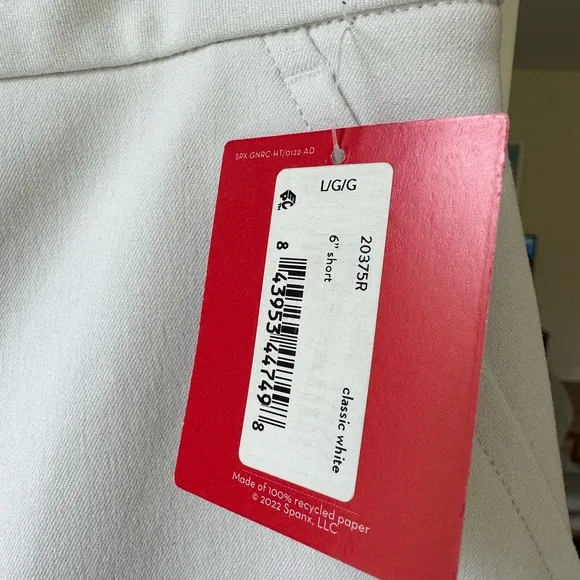 SPX-GNRC-HT/0122-AD
L/G/G
20375R
6" short
classic white
8 43953 44749 8
Made of 100% recycled paper
© 2022 Spanx, LLC